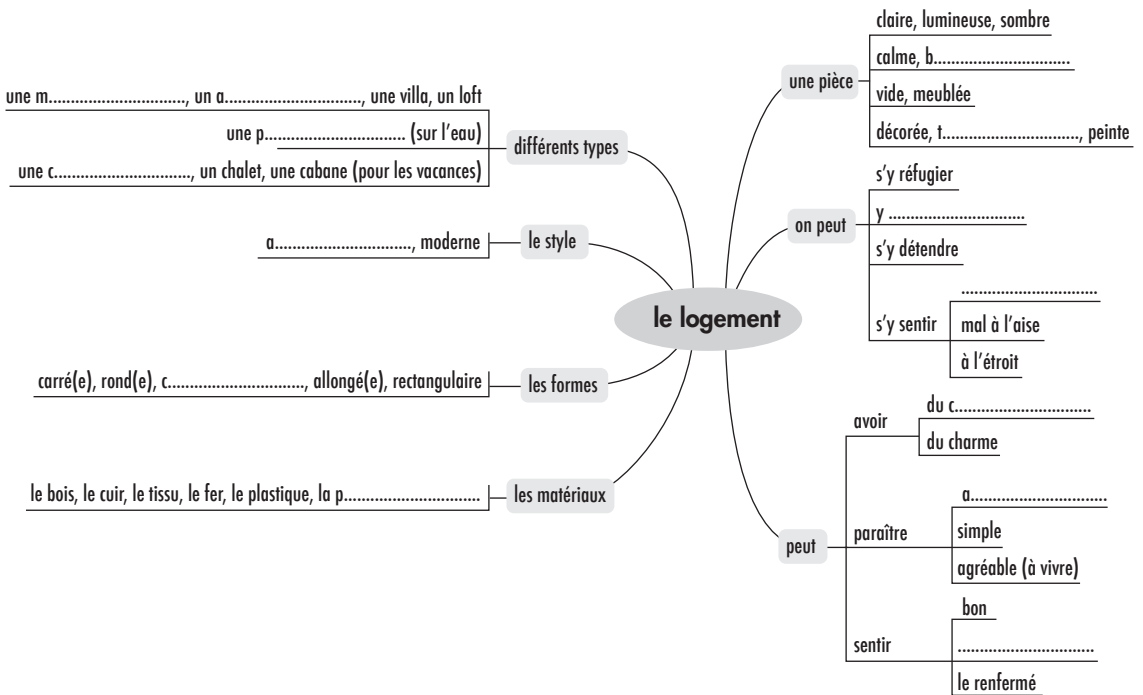 une m................................, un a................................, une villa, un loft
une p................................ (sur l'eau)
une c................................, un chalet, une cabane (pour les vacances)
différents types
a................................, moderne
le style
carré(e), rond(e), c................................, allongé(e), rectangulaire
les formes
le bois, le cuir, le tissu, le fer, le plastique, la p................................
les matériaux
le logement
une pièce
claire, lumineuse, sombre
calme, b................................
vide, meublée
décorée, t................................, peinte
on peut
s'y réfugier
y ................................
s'y détendre
s'y sentir
................................
mal à l'aise
à l'étroit
peut
avoir
du c................................
du charme
paraître
a................................
simple
agréable (à vivre)
sentir
bon
................................
le renfermé